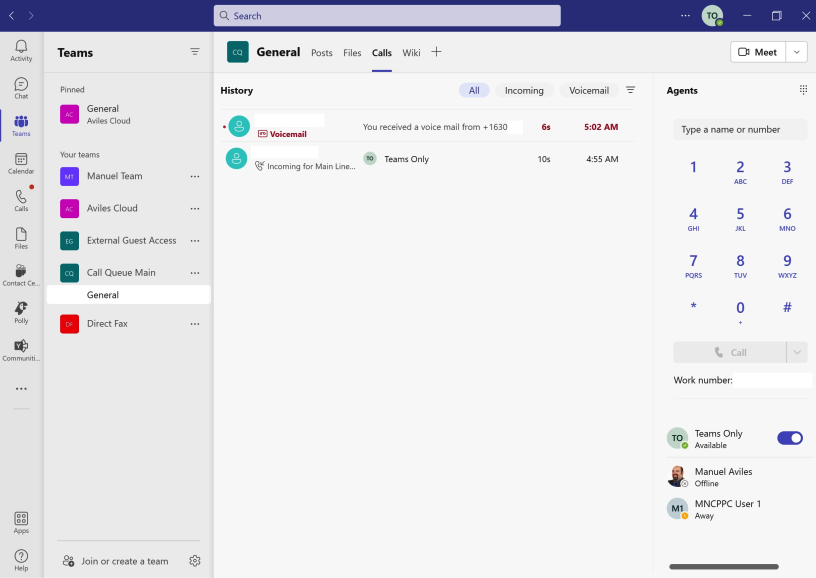 Search
TO
Activity
Chat
Teams
Calendar
Calls
Files
Contact Ce...
Polly
Communiti...
Apps
Help
Teams
Pinned
AC
General
Aviles Cloud
Your teams
MT Manuel Team
AC Aviles Cloud
EG External Guest Access
CQ Call Queue Main
General
DF Direct Fax
Join or create a team
CQ General Posts Files Calls Wiki
Meet
History All Incoming Voicemail
Voicemail You received a voice mail from +1630 6s 5:02 AM
Incoming for Main Line... TO Teams Only 10s 4:55 AM
Agents
Type a name or number
1 2 3
ABC DEF
4 5 6
GHI JKL MNO
7 8 9
PQRS TUV WXYZ
* 0 #
+
Call
Work number:
TO Teams Only
Available
Manuel Aviles
Offline
M1 MNCPPC User 1
Away